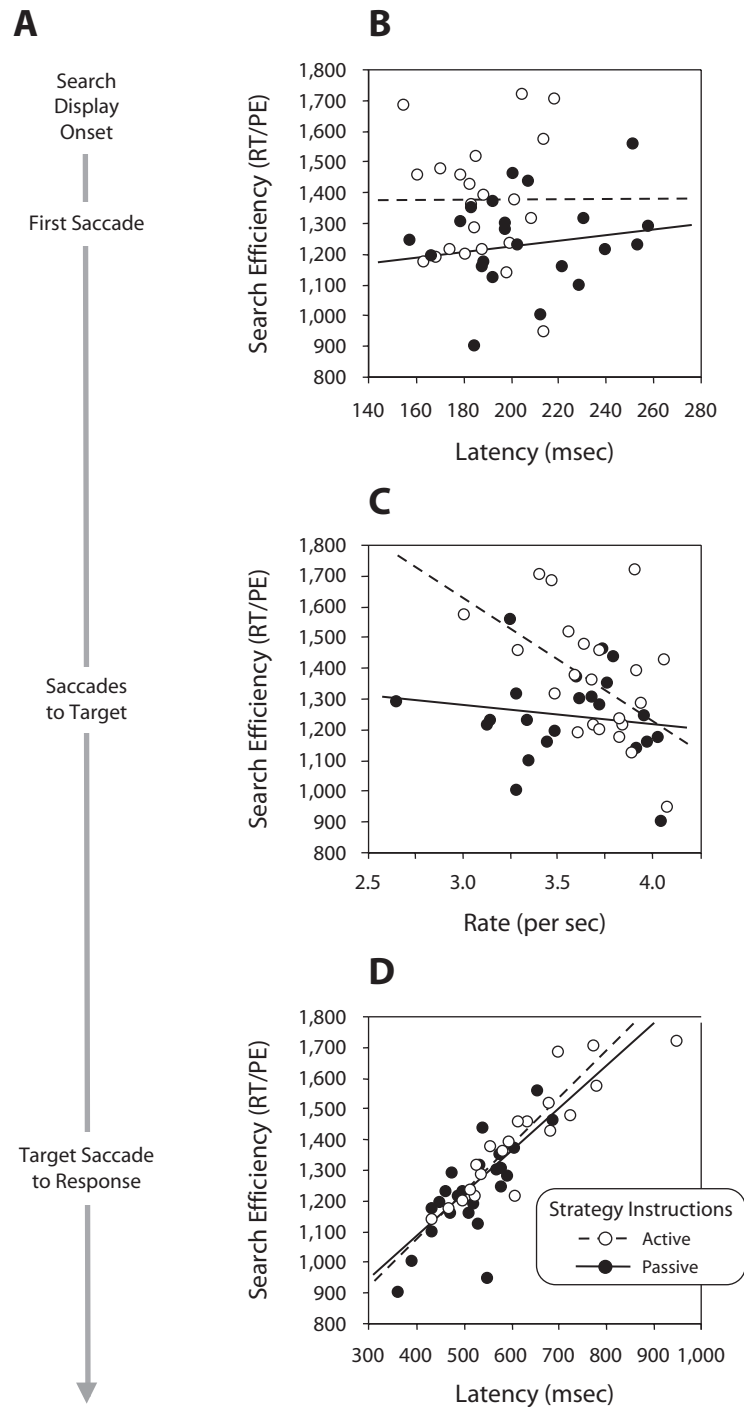 A
Search
Display
Onset
First Saccade
Saccades
to Target
Target Saccade
to Response
B
Search Efficiency (RT/PE)
1,800
1,700
1,600
1,500
1,400
1,300
1,200
1,100
1,000
900
800
140 160 180 200 220 240 260 280
Latency (msec)
C
Search Efficiency (RT/PE)
1,800
1,700
1,600
1,500
1,400
1,300
1,200
1,100
1,000
900
800
2.5 3.0 3.5 4.0
Rate (per sec)
D
Search Efficiency (RT/PE)
1,800
1,700
1,600
1,500
1,400
1,300
1,200
1,100
1,000
900
800
Strategy Instructions
Active
Passive
300 400 500 600 700 800 900 1,000
Latency (msec)